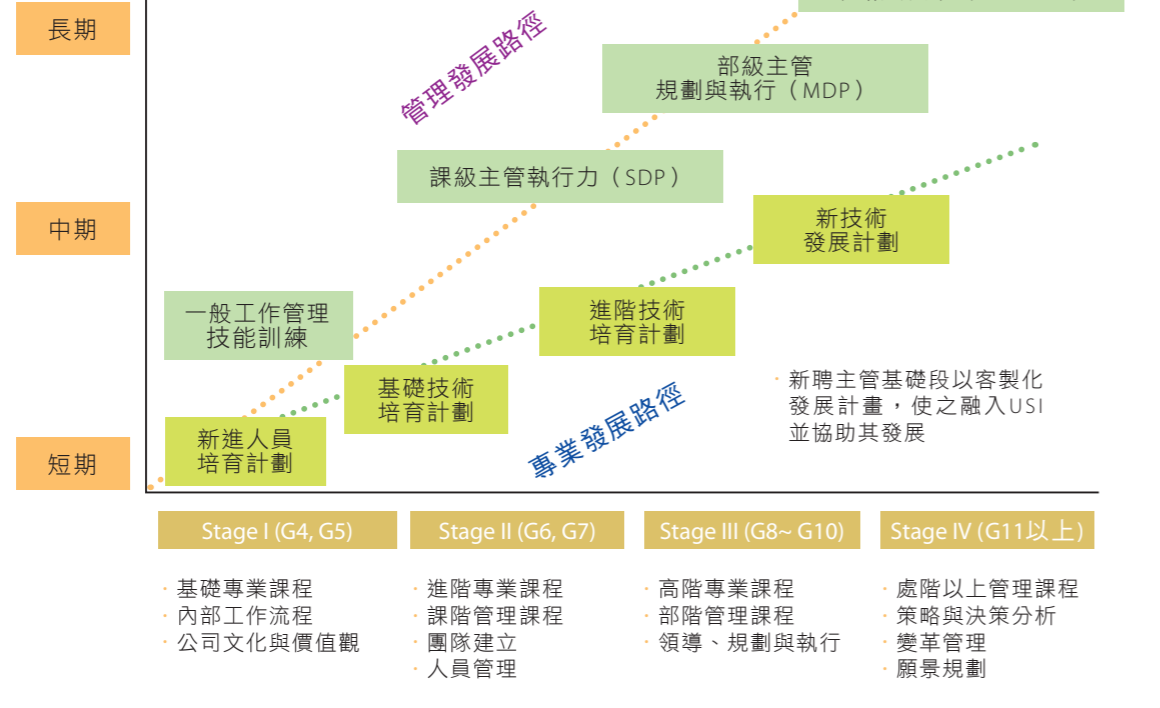 長期
管理發展路徑
部級主管
規劃與執行（MDP）
課級主管執行力（SDP）
中期
新技術
發展計劃
一般工作管理
技能訓練
進階技術
培育計劃
基礎技術
培育計劃
專業發展路徑
· 新聘主管基礎段以客製化
發展計畫，使之融入USI
並協助其發展
短期
新進人員
培育計劃
Stage I (G4, G5)
· 基礎專業課程
· 內部工作流程
· 公司文化與價值觀
Stage II (G6, G7)
· 進階專業課程
· 課階管理課程
· 團隊建立
· 人員管理
Stage III (G8~ G10)
· 高階專業課程
· 部階管理課程
· 領導、規劃與執行
Stage IV (G11以上)
· 處階以上管理課程
· 策略與決策分析
· 變革管理
· 願景規劃